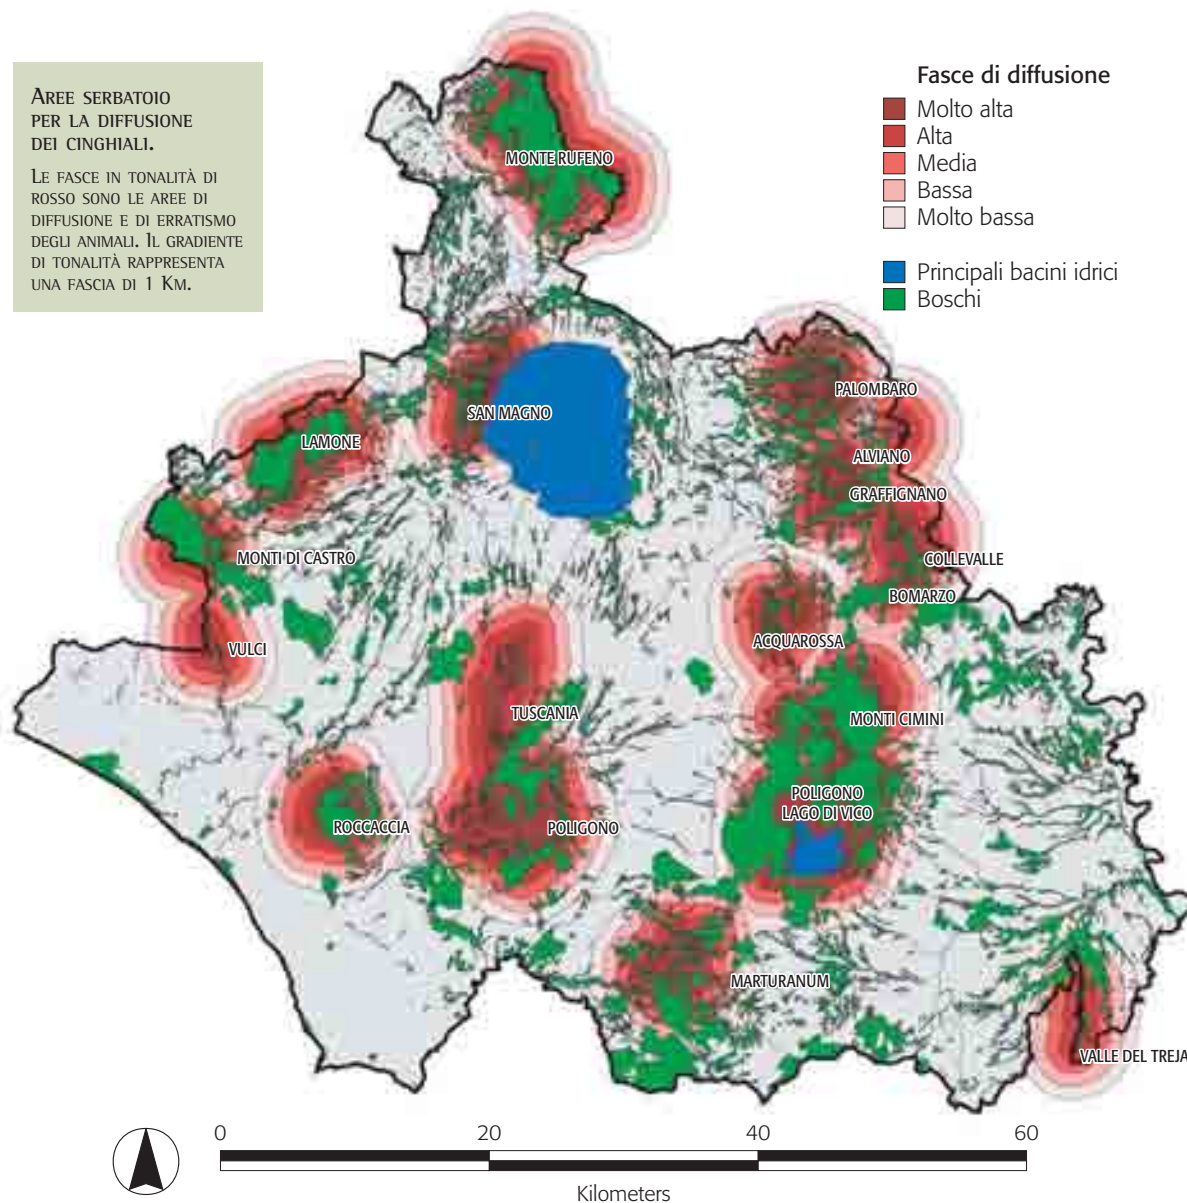 AREE SERBATOIO
PER LA DIFFUSIONE
DEI CINGHIALI.
LE FASCE IN TONALITÀ DI
ROSSO SONO LE AREE DI
DIFFUSIONE E DI ERRATISMO
DEGLI ANIMALI. IL GRADIENTE
DI TONALITÀ RAPPRESENTA
UNA FASCIA DI 1 KM.
Fasce di diffusione
Molto alta
Alta
Media
Bassa
Molto bassa
Principali bacini idrici
Boschi
MONTE RUFENO
PALOMBARO
SAN MAGNO
LAMONE
ALVIANO
GRAFFIGNANO
MONTI DI CASTRO
COLLEVALLE
BOMARZO
ACQUAROSSA
VULCI
TUSCANIA
MONTI CIMINI
POLIGONO
LAGO DI VICO
ROCCACCIA
POLIGONO
MARTURANUM
VALLE DEL TREJA
0 20 40 60
Kilometers